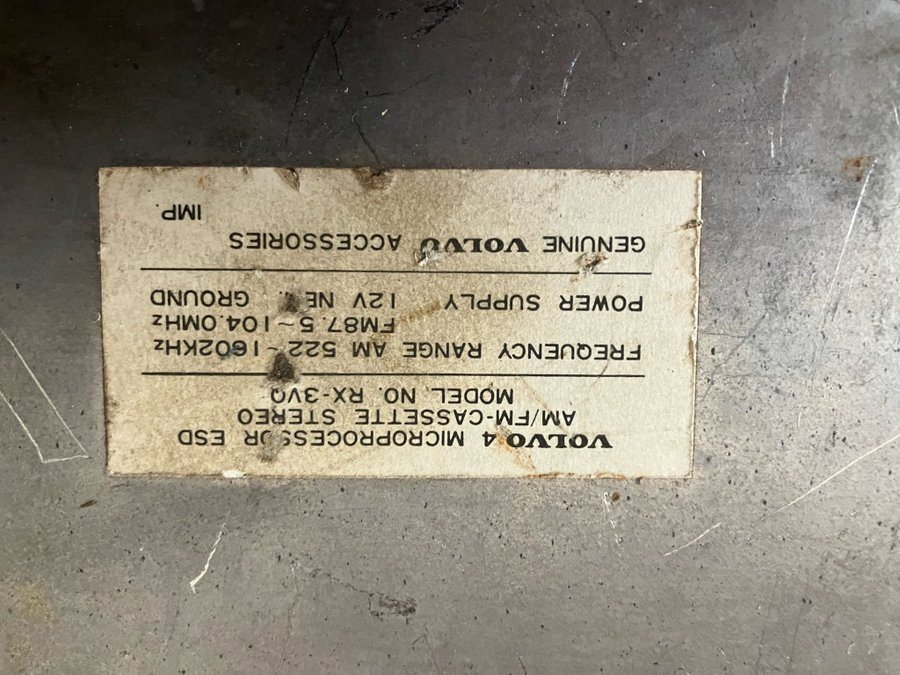 VOLVO 4 MICROPROCESSOR ESD
AM/FM-CASSETTE STEREO
MODEL NO. RX-3VO
FREQUENCY RANGE AM 522~1602KHz
FM87.5~104.0MHz
POWER SUPPLY 12V NEG. GROUND
GENUINE VOLVO ACCESSORIES
IMP.